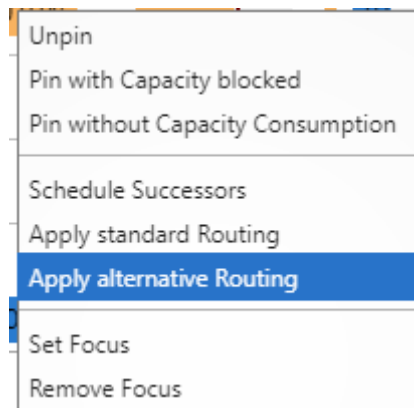 Unpin
Pin with Capacity blocked
Pin without Capacity Consumption
Schedule Successors
Apply standard Routing
Apply alternative Routing
Set Focus
Remove Focus